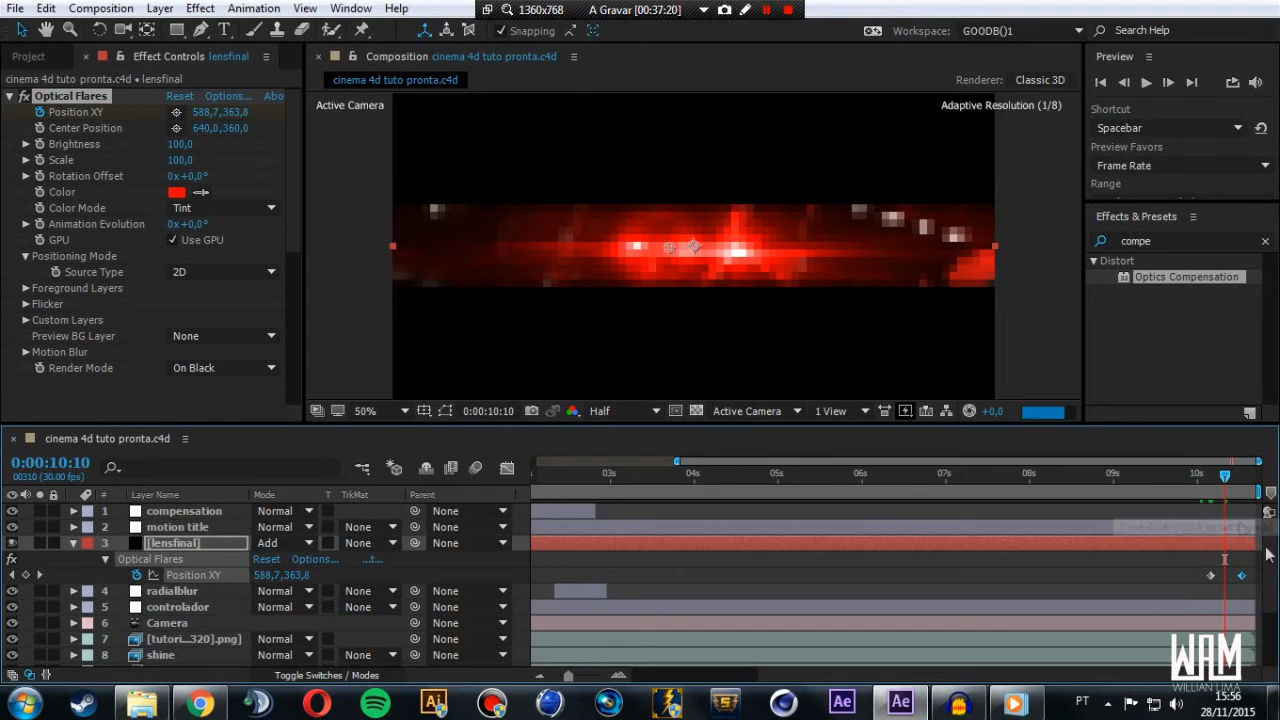 File Edit Composition Layer Effect Animation View Window Help
1360x768 A Gravar [00:37:20]
Snapping Workspace: GOODB()1 Search Help
Project Effect Controls lensfinal
cinema 4d tuto pronta.c4d • lensfinal
fx Optical Flares Reset Options... Abo
Position XY 588,7,363,8
Center Position 640,0,360,0
Brightness 100,0
Scale 100,0
Rotation Offset 0x+0,0°
Color
Color Mode Tint
Animation Evolution 0x+0,0°
GPU Use GPU
Positioning Mode
Source Type 2D
Foreground Layers
Flicker
Custom Layers
Preview BG Layer None
Motion Blur
Render Mode On Black
Composition cinema 4d tuto pronta.c4d
cinema 4d tuto pronta.c4d
Renderer: Classic 3D
Active Camera
Adaptive Resolution (1/8)
50% 0:00:10:10 Half Active Camera 1 View +0,0
Preview
Shortcut
Spacebar
Preview Favors
Frame Rate
Range
Effects & Presets
compe
Distort
32 Optics Compensation
cinema 4d tuto pronta.c4d
0:00:10:10
00310 (30.00 fps)
03s 04s 05s 06s 07s 08s 09s 10s
# Layer Name Mode T TrkMat Parent
1 compensation Normal None
2 motion title Normal None None
3 [lensfinal] Add None None
fx Optical Flares Reset Options... ...t...
Position XY 588,7,363,8
4 radialblur Normal None None
5 controlador Normal None None
6 Camera None
7 [tutori...320].png] Normal None None
8 shine Normal None None
Toggle Switches / Modes
WAM
WILLIAN LIMA
Ai S Ae Ae
PT
15:56
28/11/2015